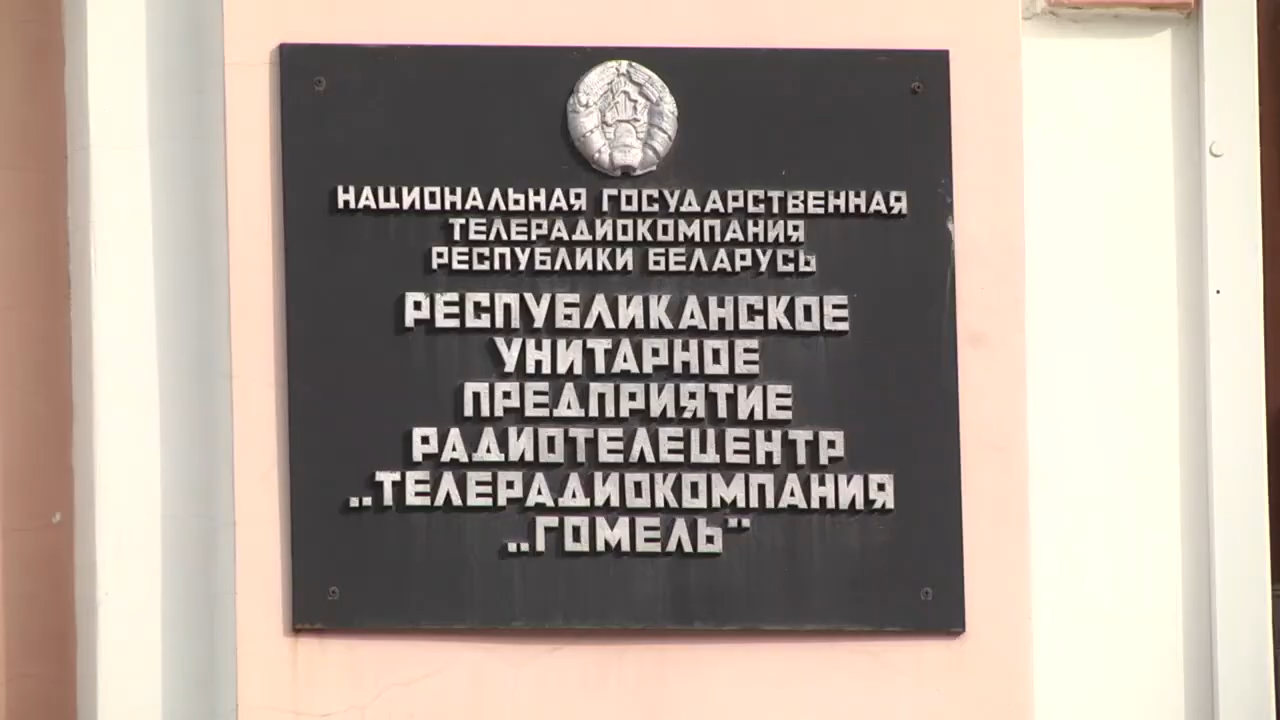 НАЦИОНАЛЬНАЯ ГОСУДАРСТВЕННАЯ
ТЕЛЕРАДИОКОМПАНИЯ
РЕСПУБЛИКИ БЕЛАРУСЬ
РЕСПУБЛИКАНСКОЕ
УНИТАРНОЕ
ПРЕДПРИЯТИЕ
РАДИОТЕЛЕЦЕНТР
„ТЕЛЕРАДИОКОМПАНИЯ
„ГОМЕЛЬ"